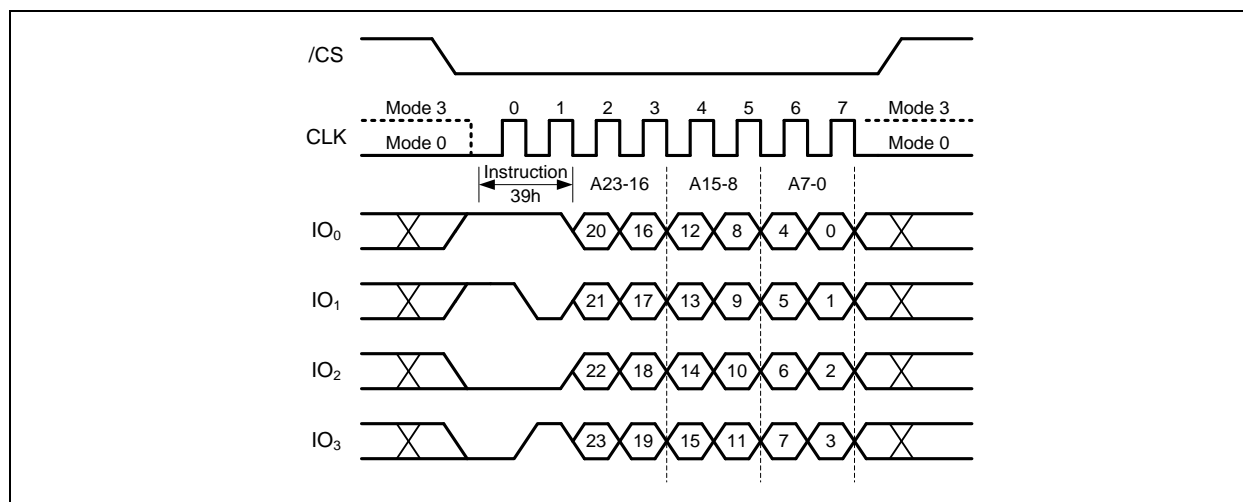 /CS
Mode 3 0 1 2 3 4 5 6 7 Mode 3
CLK
Mode 0 Mode 0
Instruction A23-16 A15-8 A7-0
39h
IO0 20 16 12 8 4 0
IO1 21 17 13 9 5 1
IO2 22 18 14 10 6 2
IO3 23 19 15 11 7 3